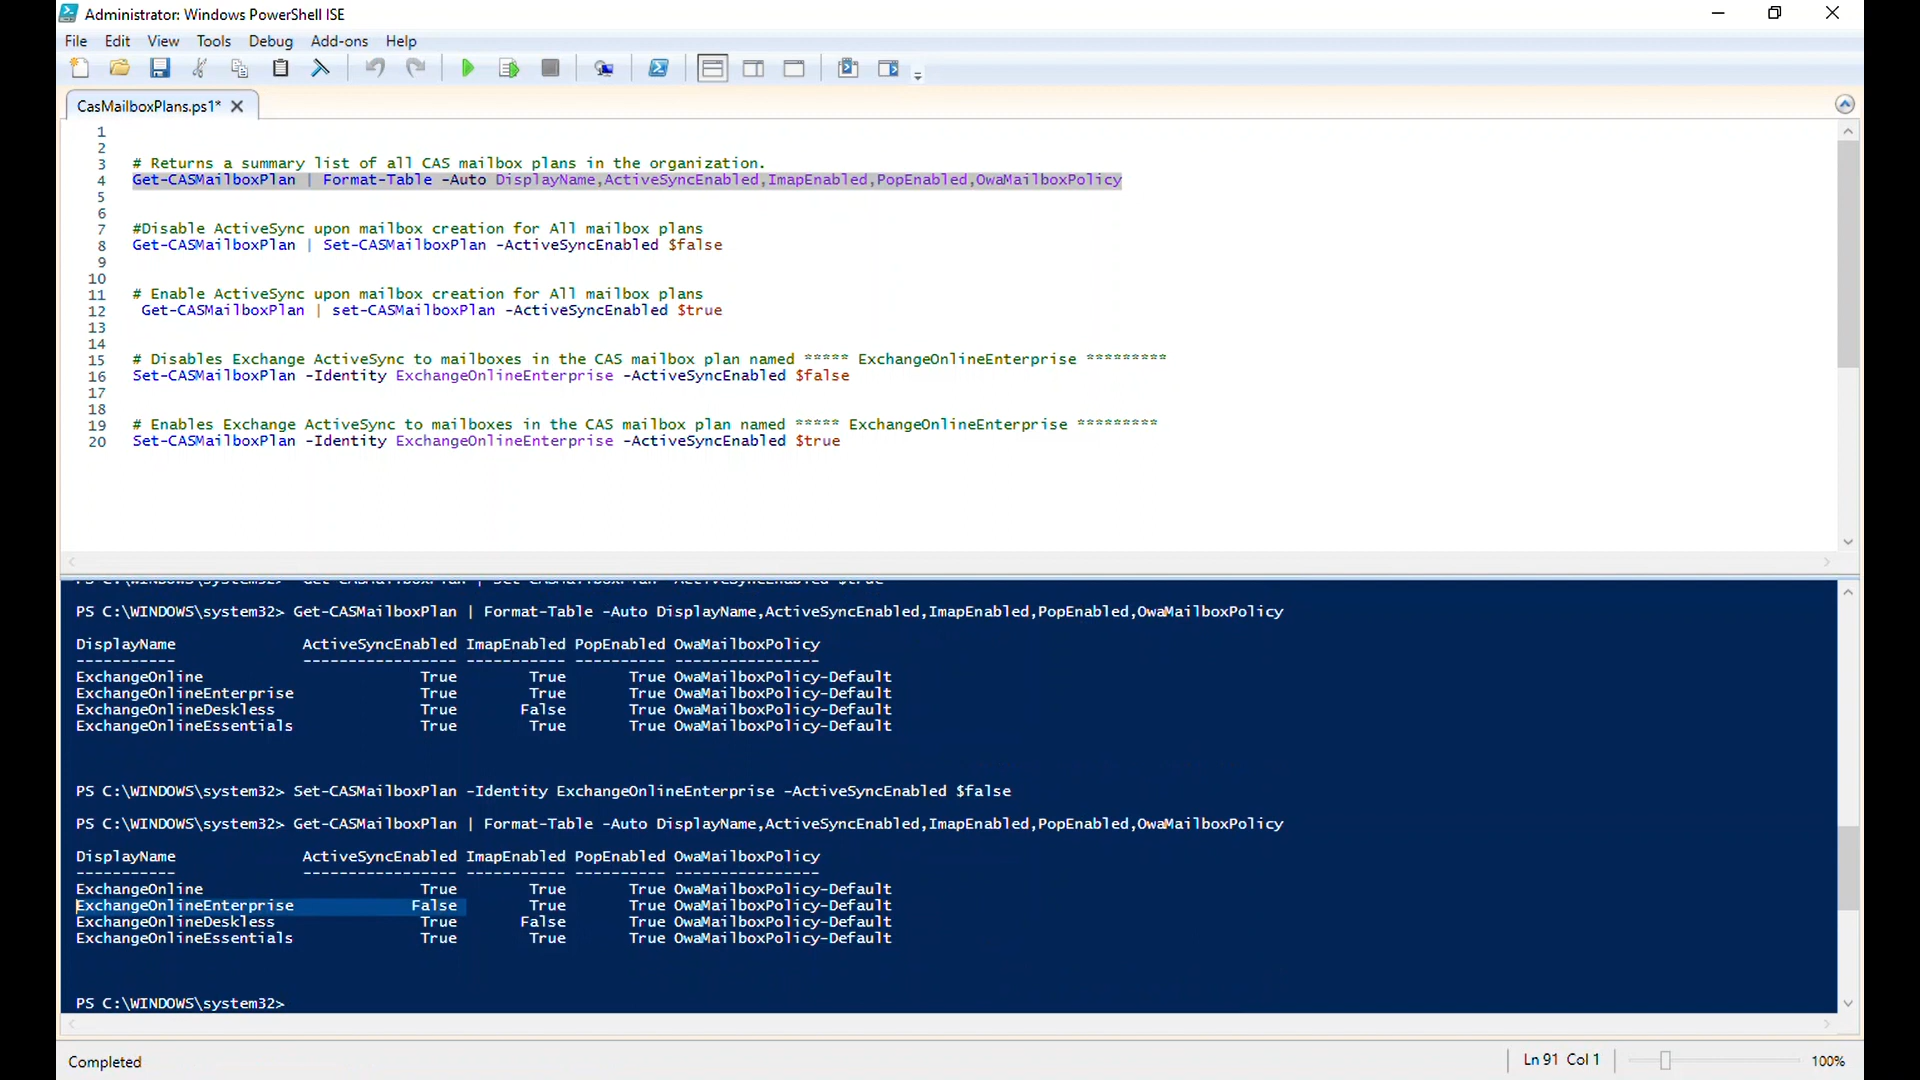 Administrator: Windows PowerShell ISE
File Edit View Tools Debug Add-ons Help
CasMailboxPlans.ps1*
1
2
3 # Returns a summary list of all CAS mailbox plans in the organization.
4 Get-CASMailboxPlan | Format-Table -Auto DisplayName,ActiveSyncEnabled,ImapEnabled,PopEnabled,OwaMailboxPolicy
5
6
7 #Disable ActiveSync upon mailbox creation for All mailbox plans
8 Get-CASMailboxPlan | Set-CASMailboxPlan -ActiveSyncEnabled $false
9
10
11 # Enable ActiveSync upon mailbox creation for All mailbox plans
12 Get-CASMailboxPlan | set-CASMailboxPlan -ActiveSyncEnabled $true
13
14
15 # Disables Exchange ActiveSync to mailboxes in the CAS mailbox plan named ***** ExchangeOnlineEnterprise *********
16 Set-CASMailboxPlan -Identity ExchangeOnlineEnterprise -ActiveSyncEnabled $false
17
18
19 # Enables Exchange ActiveSync to mailboxes in the CAS mailbox plan named ***** ExchangeOnlineEnterprise *********
20 Set-CASMailboxPlan -Identity ExchangeOnlineEnterprise -ActiveSyncEnabled $true
PS C:\WINDOWS\system32> Get-CASMailboxPlan | set-CASMailboxPlan -ActiveSyncEnabled $true
PS C:\WINDOWS\system32> Get-CASMailboxPlan | Format-Table -Auto DisplayName,ActiveSyncEnabled,ImapEnabled,PopEnabled,OwaMailboxPolicy
DisplayName ActiveSyncEnabled ImapEnabled PopEnabled OwaMailboxPolicy
----------- ----------------- ----------- ---------- ----------------
ExchangeOnline True True True OwaMailboxPolicy-Default
ExchangeOnlineEnterprise True True True OwaMailboxPolicy-Default
ExchangeOnlineDeskless True False True OwaMailboxPolicy-Default
ExchangeOnlineEssentials True True True OwaMailboxPolicy-Default
PS C:\WINDOWS\system32> Set-CASMailboxPlan -Identity ExchangeOnlineEnterprise -ActiveSyncEnabled $false
PS C:\WINDOWS\system32> Get-CASMailboxPlan | Format-Table -Auto DisplayName,ActiveSyncEnabled,ImapEnabled,PopEnabled,OwaMailboxPolicy
DisplayName ActiveSyncEnabled ImapEnabled PopEnabled OwaMailboxPolicy
----------- ----------------- ----------- ---------- ----------------
ExchangeOnline True True True OwaMailboxPolicy-Default
ExchangeOnlineEnterprise False True True OwaMailboxPolicy-Default
ExchangeOnlineDeskless True False True OwaMailboxPolicy-Default
ExchangeOnlineEssentials True True True OwaMailboxPolicy-Default
PS C:\WINDOWS\system32>
Completed
Ln 91 Col 1
100%